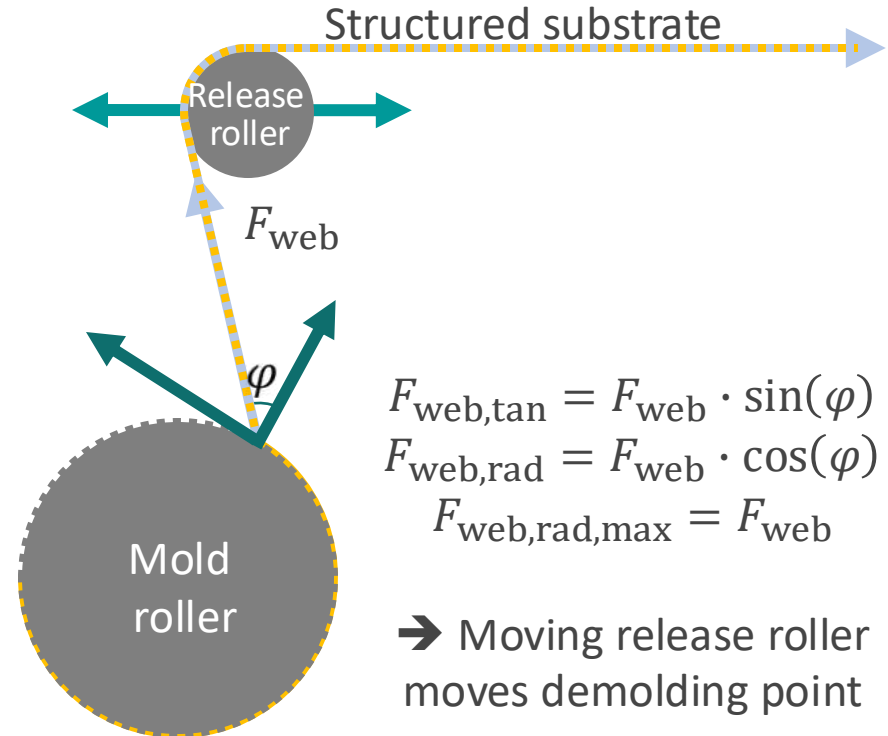 Structured substrate
Release
roller
F_web
φ
F_web,tan = F_web · sin(φ)
F_web,rad = F_web · cos(φ)
F_web,rad,max = F_web
Mold
roller
➔ Moving release roller
moves demolding point